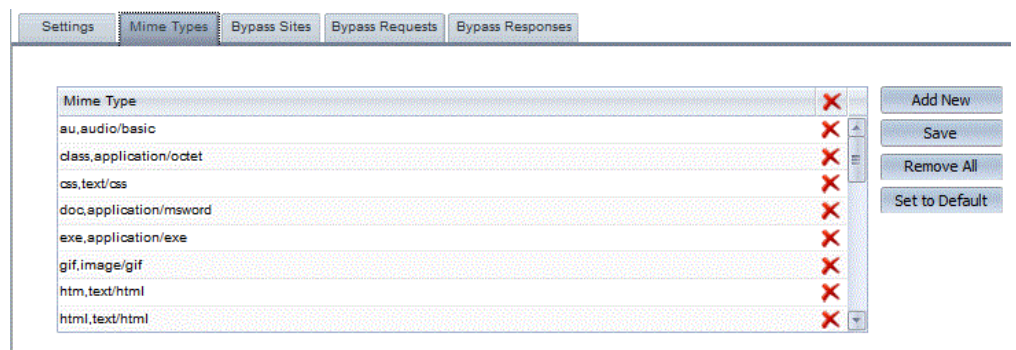 Settings Mime Types Bypass Sites Bypass Requests Bypass Responses
Mime Type
au,audio/basic
class,application/octet
css,text/css
doc,application/msword
exe,application/exe
gif,image/gif
htm,text/html
html,text/html
Add New
Save
Remove All
Set to Default